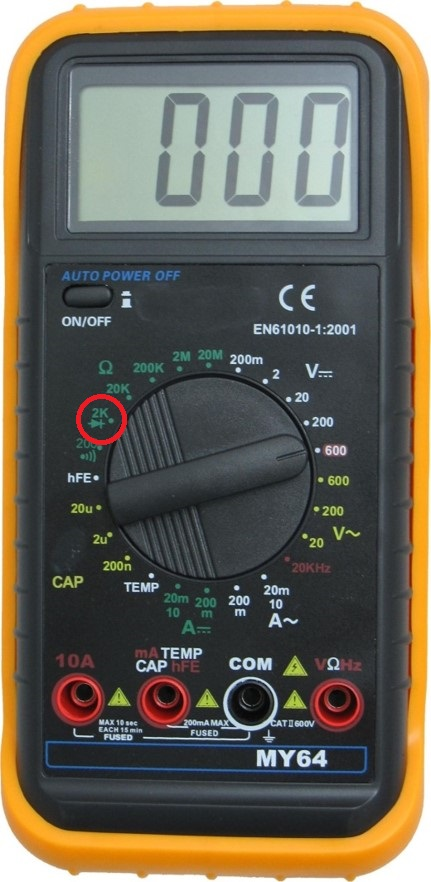 000
AUTO POWER OFF
ON/OFF
CE
EN61010-1:2001
Ω
200K
2M
20M
200m
V⎓
2
20K
20
2K
200
200
600
hFE
600
20u
200
2u
20
V~
200n
20KHz
CAP
TEMP
20m
10
200
m
200
m
20m
10
A⎓
A~
10A
mA TEMP
CAP hFE
COM
VΩHz
MAX 10 sec
EACH 15 min
FUSED
200mA MAX
FUSED
CAT II 600V
MY64